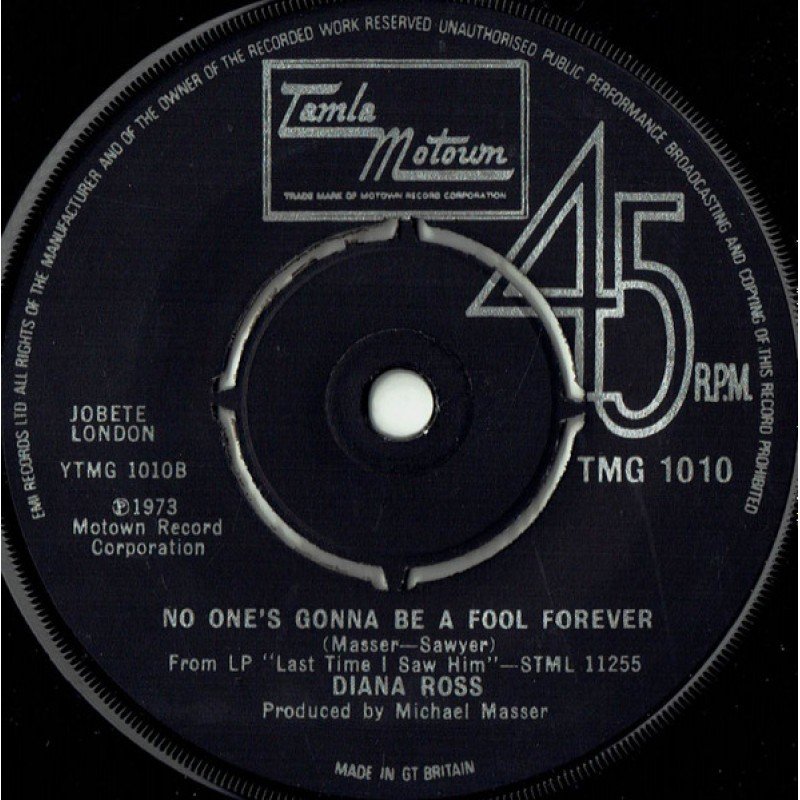 EMI RECORDS LTD ALL RIGHTS OF THE MANUFACTURER AND OF THE OWNER OF THE RECORDED WORK RESERVED UNAUTHORISED PUBLIC PERFORMANCE BROADCASTING AND COPYING OF THIS RECORD PROHIBITED
Tamla
Motown
TRADE MARK OF MOTOWN RECORD CORPORATION
45
R.P.M.
JOBETE
LONDON
YTMG 1010B
℗1973
Motown Record
Corporation
TMG 1010
NO ONE'S GONNA BE A FOOL FOREVER
(Masser—Sawyer)
From LP "Last Time I Saw Him"—STML 11255
DIANA ROSS
Produced by Michael Masser
MADE IN GT BRITAIN